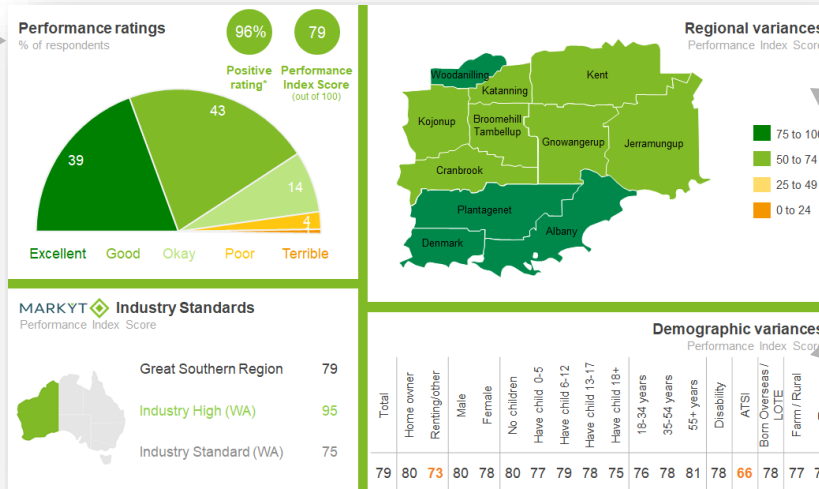 Performance ratings
% of respondents
96%
79
Positive
rating*
Performance
Index Score
(out of 100)
39
43
14
4
1
Excellent Good Okay Poor Terrible
Regional variances
Performance Index Score
Woodanilling
Katanning
Kent
Kojonup
Broomehill
Tambellup
Gnowangerup
Jerramungup
Cranbrook
Plantagenet
Denmark
Albany
75 to 100
50 to 74
25 to 49
0 to 24
MARKYT Industry Standards
Performance Index Score
Great Southern Region 79
Industry High (WA) 95
Industry Standard (WA) 75
Demographic variances
Performance Index Score
Total
Home owner
Renting/other
Male
Female
No children
Have child 0-5
Have child 6-12
Have child 13-17
Have child 18+
18-34 years
35-54 years
55+ years
Disability
ATSI
Born Overseas /
LOTE
Farm / Rural
79 80 73 80 78 80 77 79 78 75 76 78 81 78 66 78 77